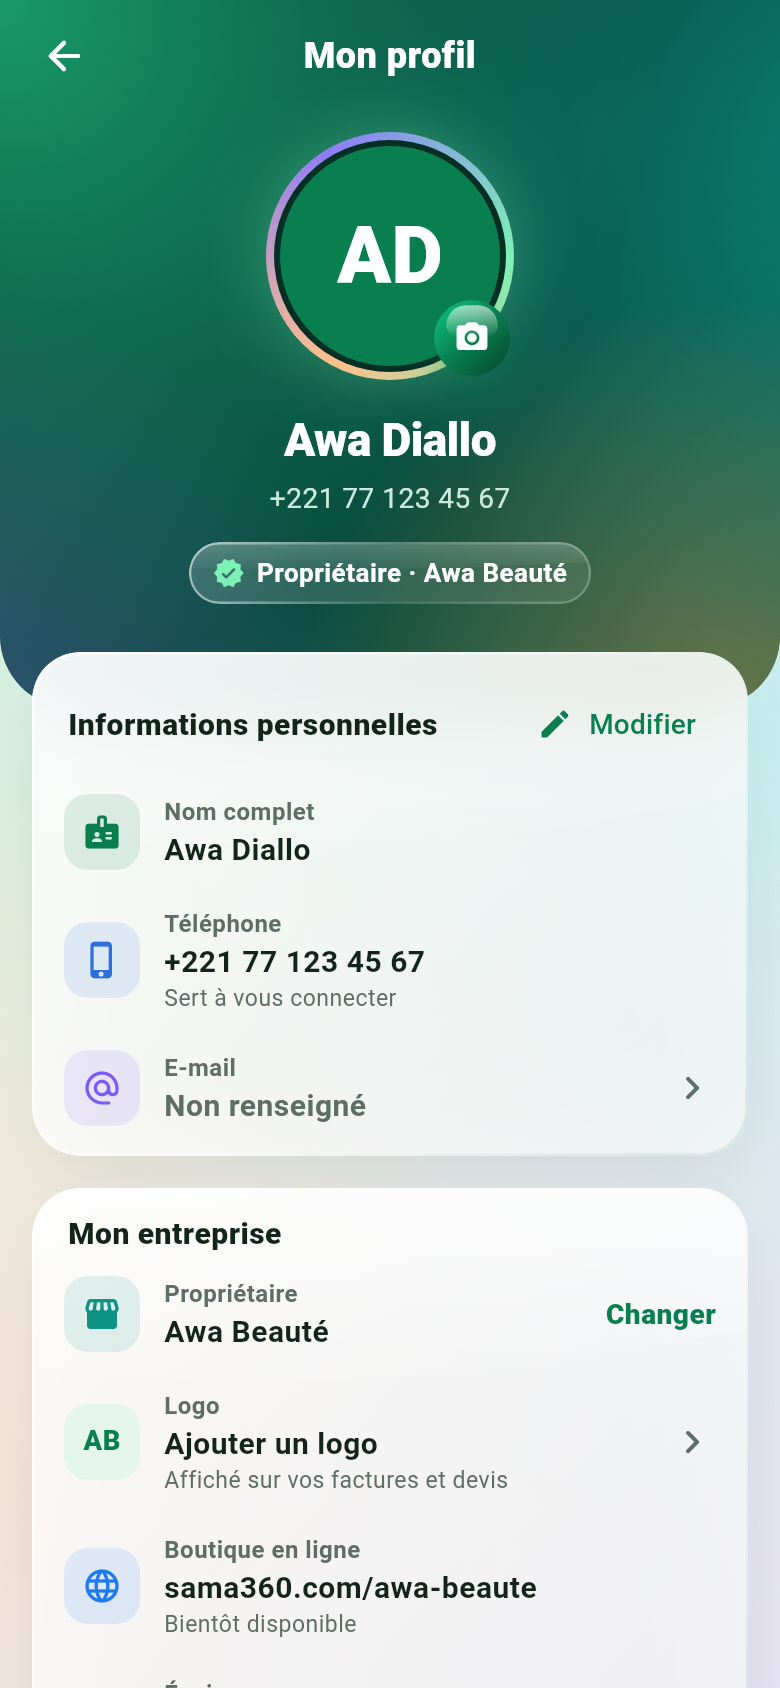 Mon profil
AD
Awa Diallo
+221 77 123 45 67
Propriétaire · Awa Beauté
Informations personnelles
Modifier
Nom complet
Awa Diallo
Téléphone
+221 77 123 45 67
Sert à vous connecter
E-mail
Non renseigné
Mon entreprise
Propriétaire
Awa Beauté
Changer
Logo
AB
Ajouter un logo
Affiché sur vos factures et devis
Boutique en ligne
sama360.com/awa-beaute
Bientôt disponible